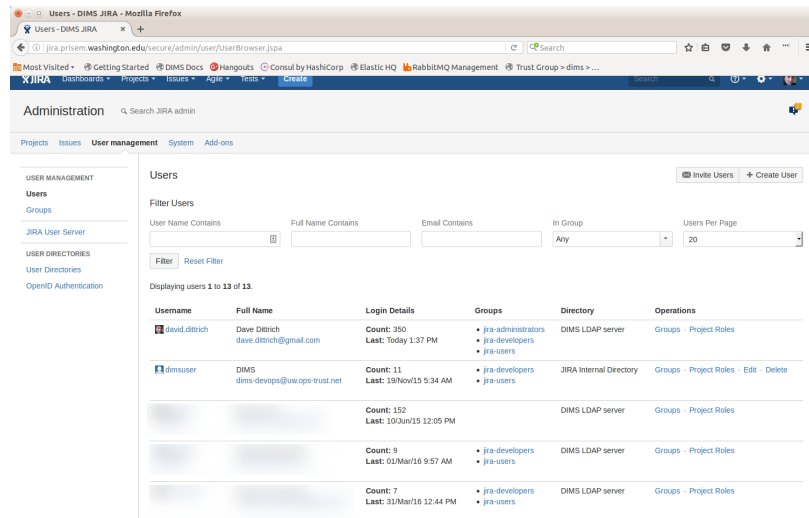 Users - DIMS JIRA - Mozilla Firefox
Users - DIMS JIRA × +
jira.prisem.washington.edu/secure/admin/user/UserBrowser.jspa Search
Most Visited Getting Started DIMS Docs Hangouts Consul by HashiCorp Elastic HQ RabbitMQ Management Trust Group > dims > ...
JIRA Dashboards Projects Issues Agile Tests Create Search
Administration Search JIRA admin
Projects Issues User management System Add-ons
USER MANAGEMENT
Users
Groups
JIRA User Server
USER DIRECTORIES
User Directories
OpenID Authentication
Users Invite Users + Create User
Filter Users
User Name Contains Full Name Contains Email Contains In Group Users Per Page
Any 20
Filter Reset Filter
Displaying users 1 to 13 of 13.
Username Full Name Login Details Groups Directory Operations
david.dittrich Dave Dittrich Count: 350 • jira-administrators DIMS LDAP server Groups · Project Roles
dave.dittrich@gmail.com Last: Today 1:37 PM • jira-developers
• jira-users
dimsuser DIMS Count: 11 • jira-developers JIRA Internal Directory Groups · Project Roles · Edit · Delete
dims-devops@uw.ops-trust.net Last: 19/Nov/15 5:34 AM • jira-users
Count: 152 DIMS LDAP server Groups · Project Roles
Last: 10/Jun/15 12:05 PM
Count: 9 • jira-developers DIMS LDAP server Groups · Project Roles
Last: 01/Mar/16 9:57 AM • jira-users
Count: 7 • jira-developers DIMS LDAP server Groups · Project Roles
Last: 31/Mar/16 12:44 PM • jira-users